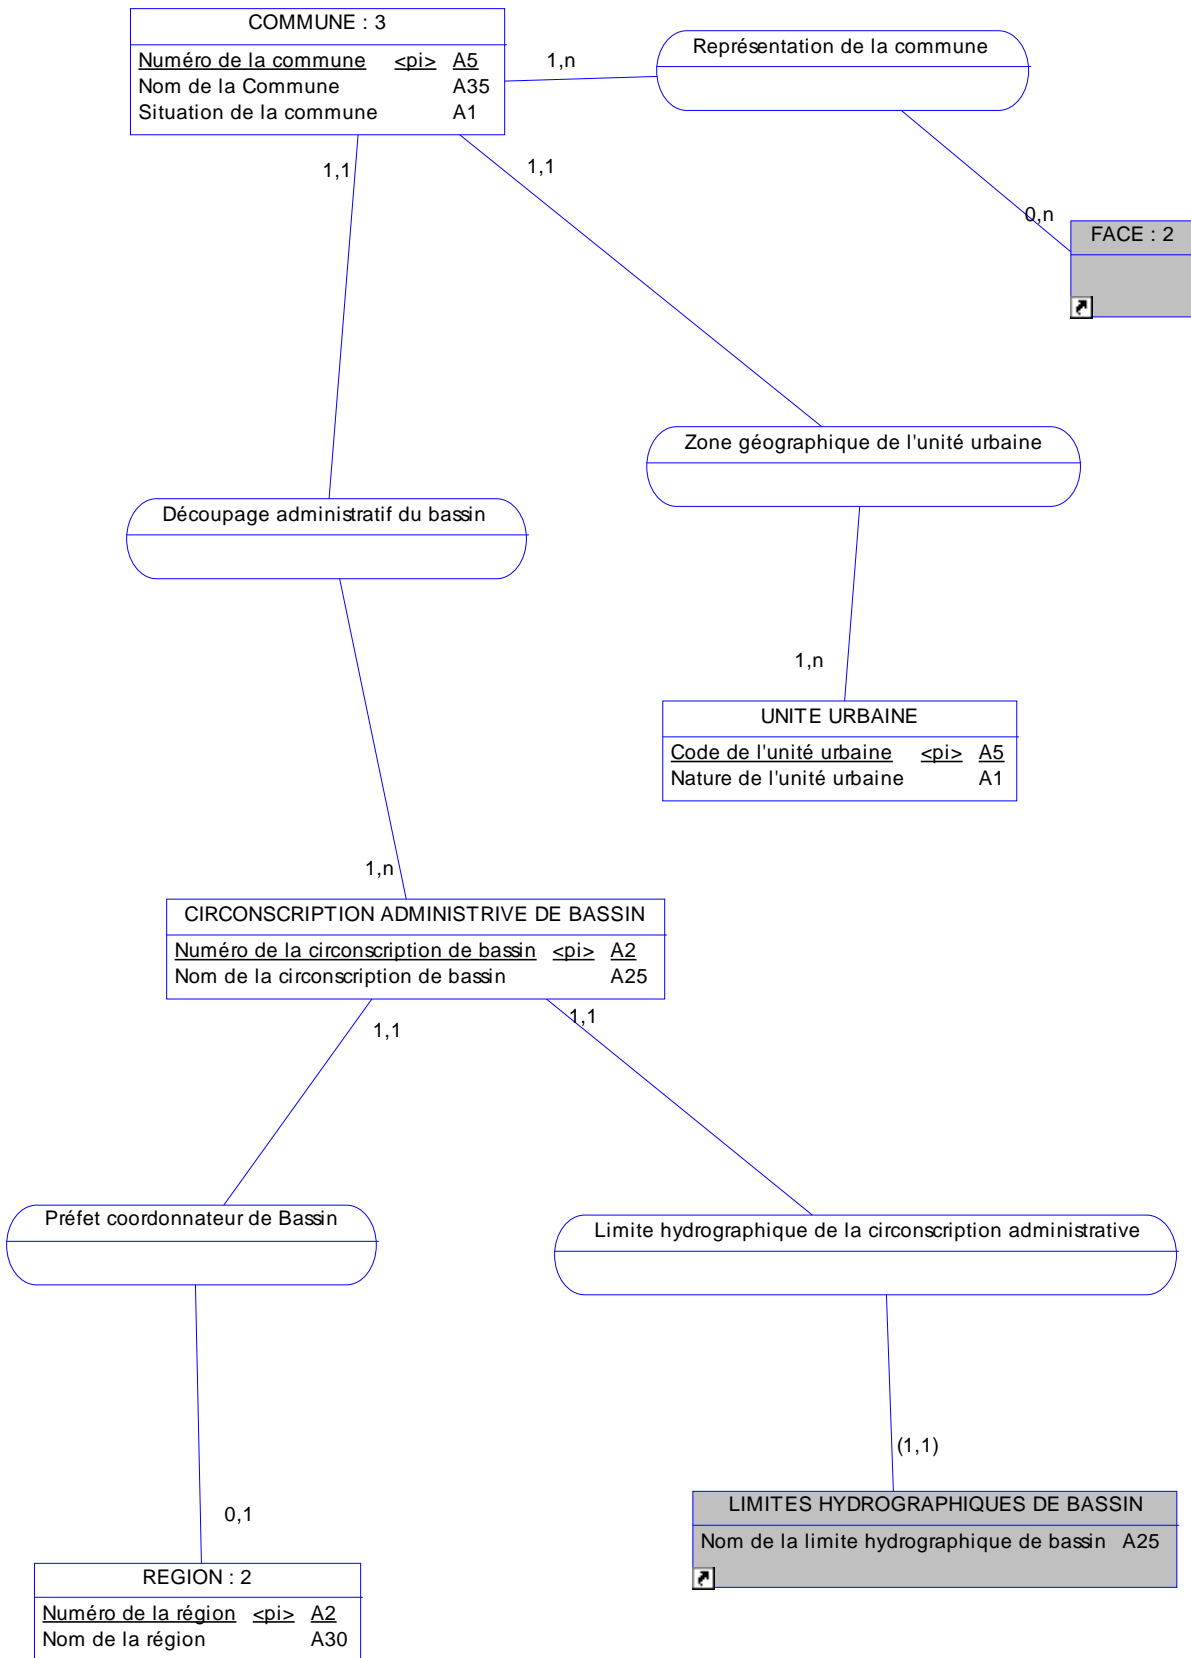 COMMUNE : 3
Numéro de la commune <pi> A5
Nom de la Commune A35
Situation de la commune A1
1,n
Représentation de la commune
1,1
1,1
0,n
FACE : 2
Zone géographique de l'unité urbaine
Découpage administratif du bassin
1,n
UNITE URBAINE
Code de l'unité urbaine <pi> A5
Nature de l'unité urbaine A1
1,n
CIRCONSCRIPTION ADMINISTRIVE DE BASSIN
Numéro de la circonscription de bassin <pi> A2
Nom de la circonscription de bassin A25
1,1
1,1
Préfet coordonnateur de Bassin
Limite hydrographique de la circonscription administrative
(1,1)
LIMITES HYDROGRAPHIQUES DE BASSIN
Nom de la limite hydrographique de bassin A25
0,1
REGION : 2
Numéro de la région <pi> A2
Nom de la région A30